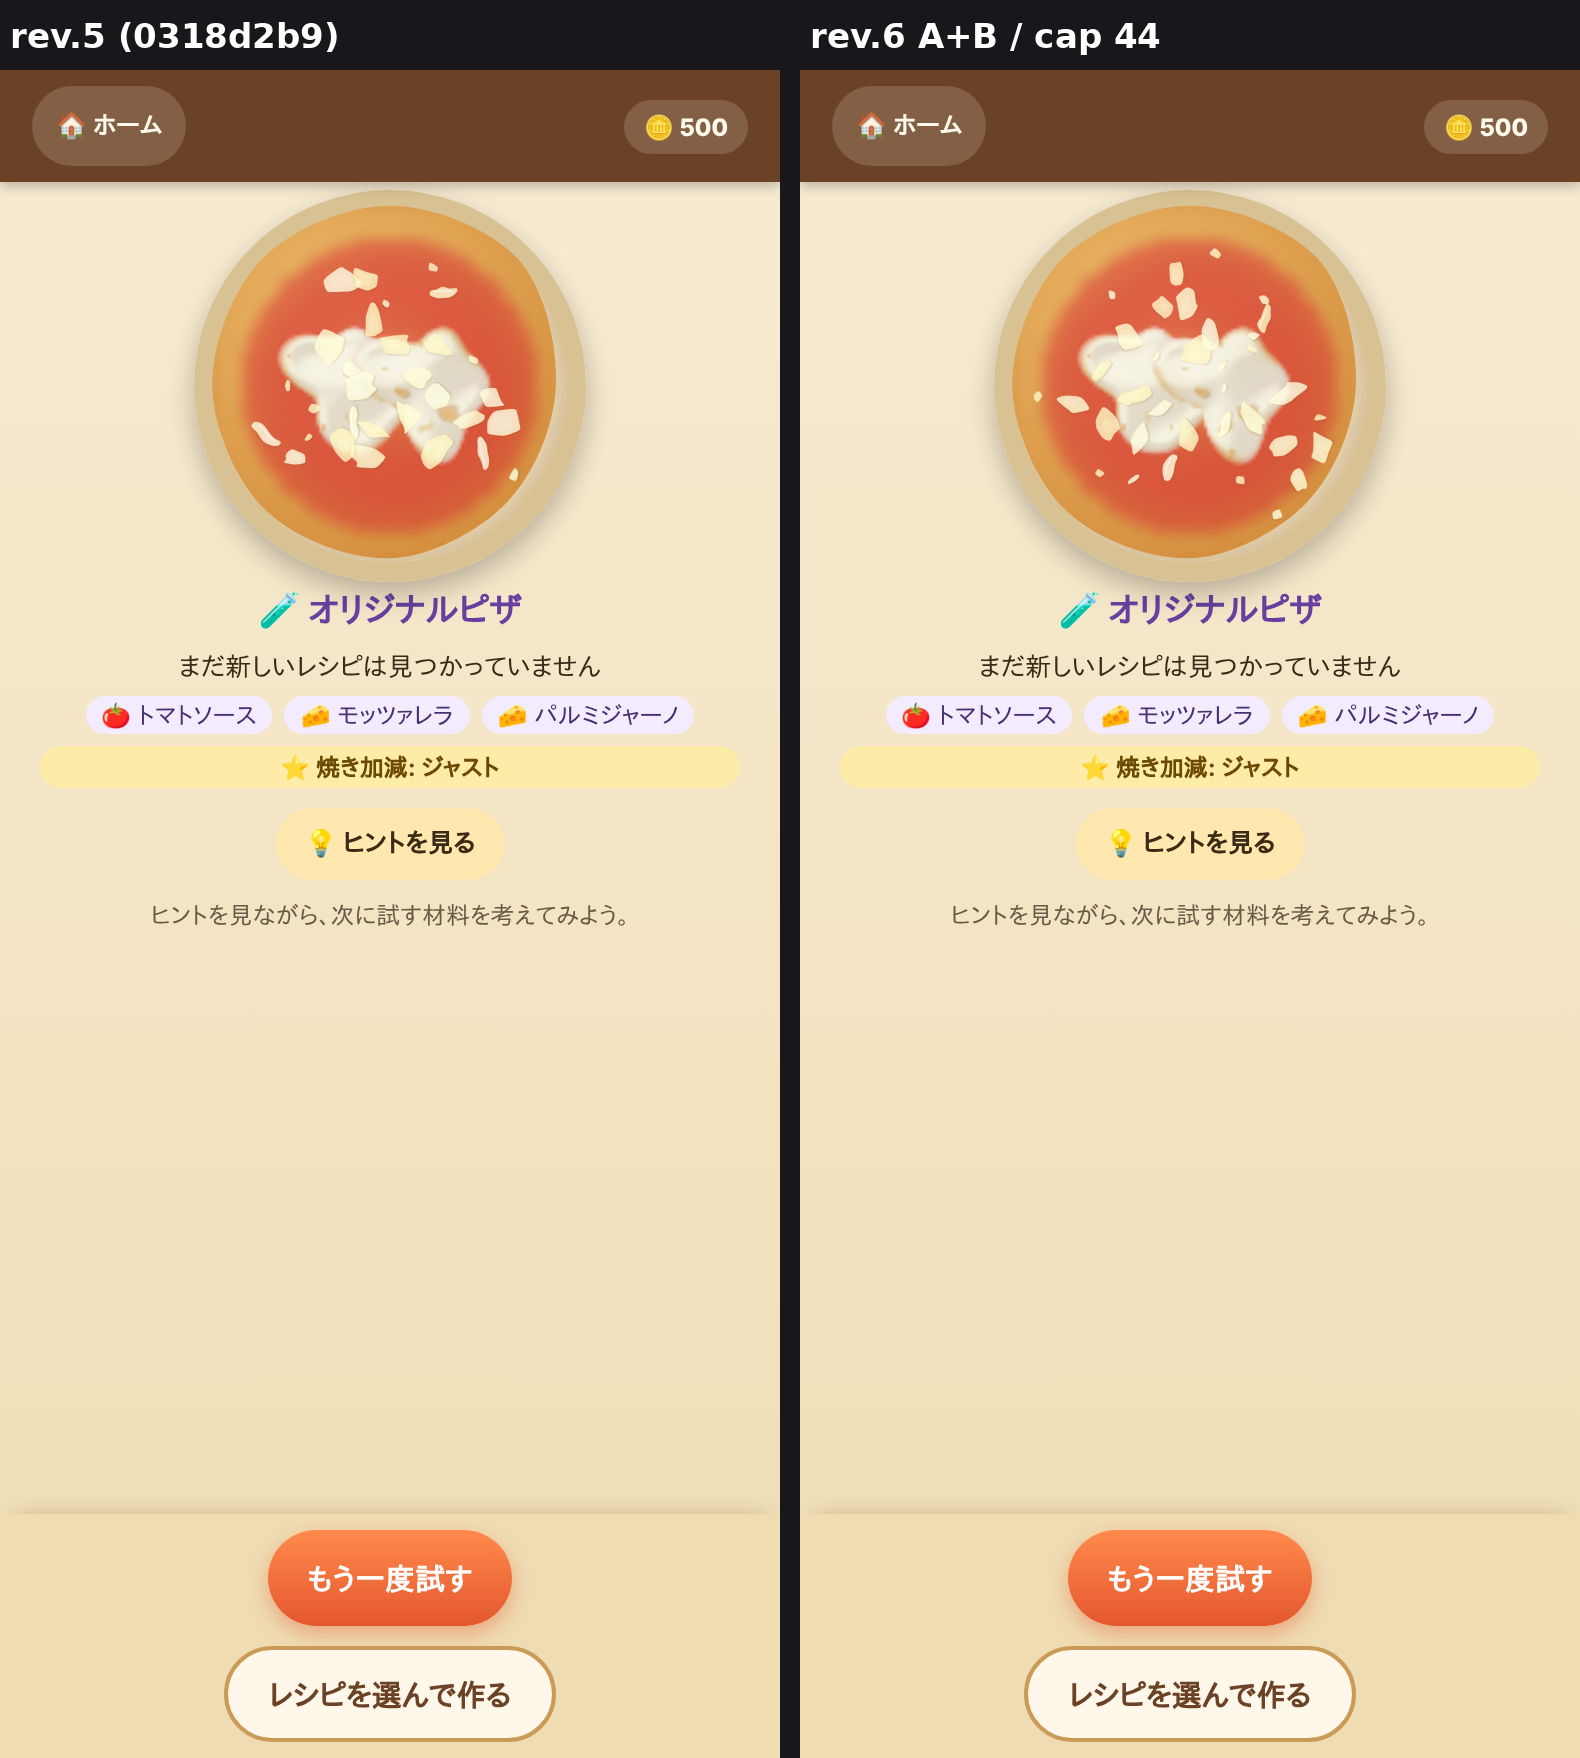 rev.5 (0318d2b9)
ホーム
500
オリジナルピザ
まだ新しいレシピは見つかっていません
トマトソース
モッツァレラ
パルミジャーノ
焼き加減: ジャスト
ヒントを見る
ヒントを見ながら、次に試す材料を考えてみよう。
もう一度試す
レシピを選んで作る
rev.6 A+B / cap 44
ホーム
500
オリジナルピザ
まだ新しいレシピは見つかっていません
トマトソース
モッツァレラ
パルミジャーノ
焼き加減: ジャスト
ヒントを見る
ヒントを見ながら、次に試す材料を考えてみよう。
もう一度試す
レシピを選んで作る